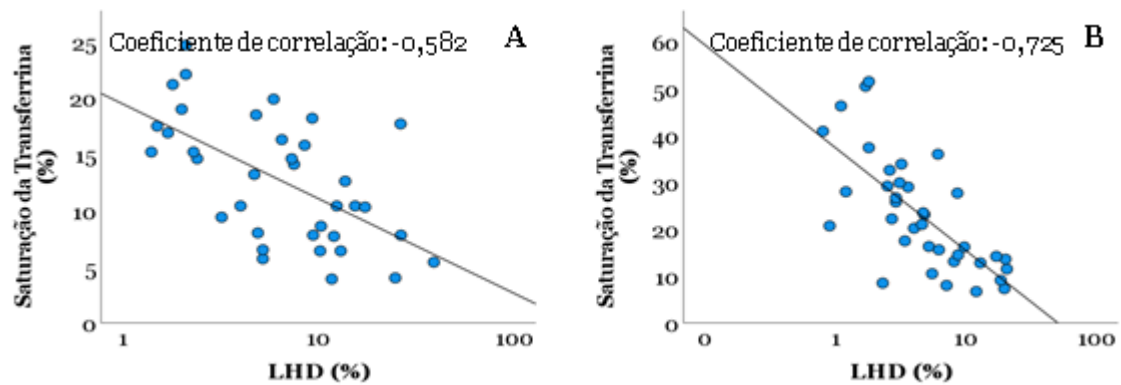 Coeficiente de correlação: -0,582
A
25
20
15
10
5
0
Saturação da Transferrina
(%)
1
10
100
LHD (%)
Coeficiente de correlação: -0,725
B
60
50
40
30
20
10
0
Saturação da Transferrina
(%)
0
1
10
100
LHD (%)